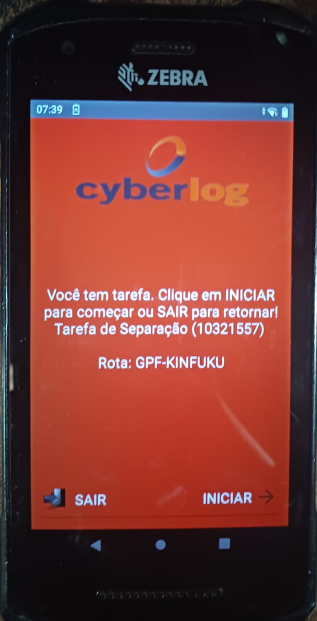 ZEBRA
07:39
cyberlog
Você tem tarefa. Clique em INICIAR
para começar ou SAIR para retornar!
Tarefa de Separação (10321557)
Rota: GPF-KINFUKU
SAIR
INICIAR